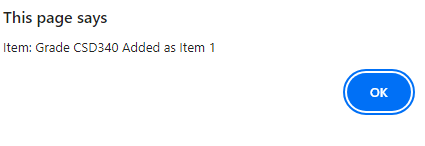 This page says
Item: Grade CSD340 Added as Item 1
OK